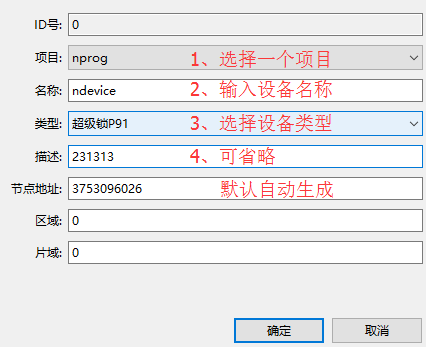 ID号: 0
项目: nprog 1、选择一个项目
名称: ndevice 2、输入设备名称
类型: 超级锁P91 3、选择设备类型
描述: 231313 4、可省略
节点地址: 3753096026 默认自动生成
区域: 0
片域: 0
确定 取消